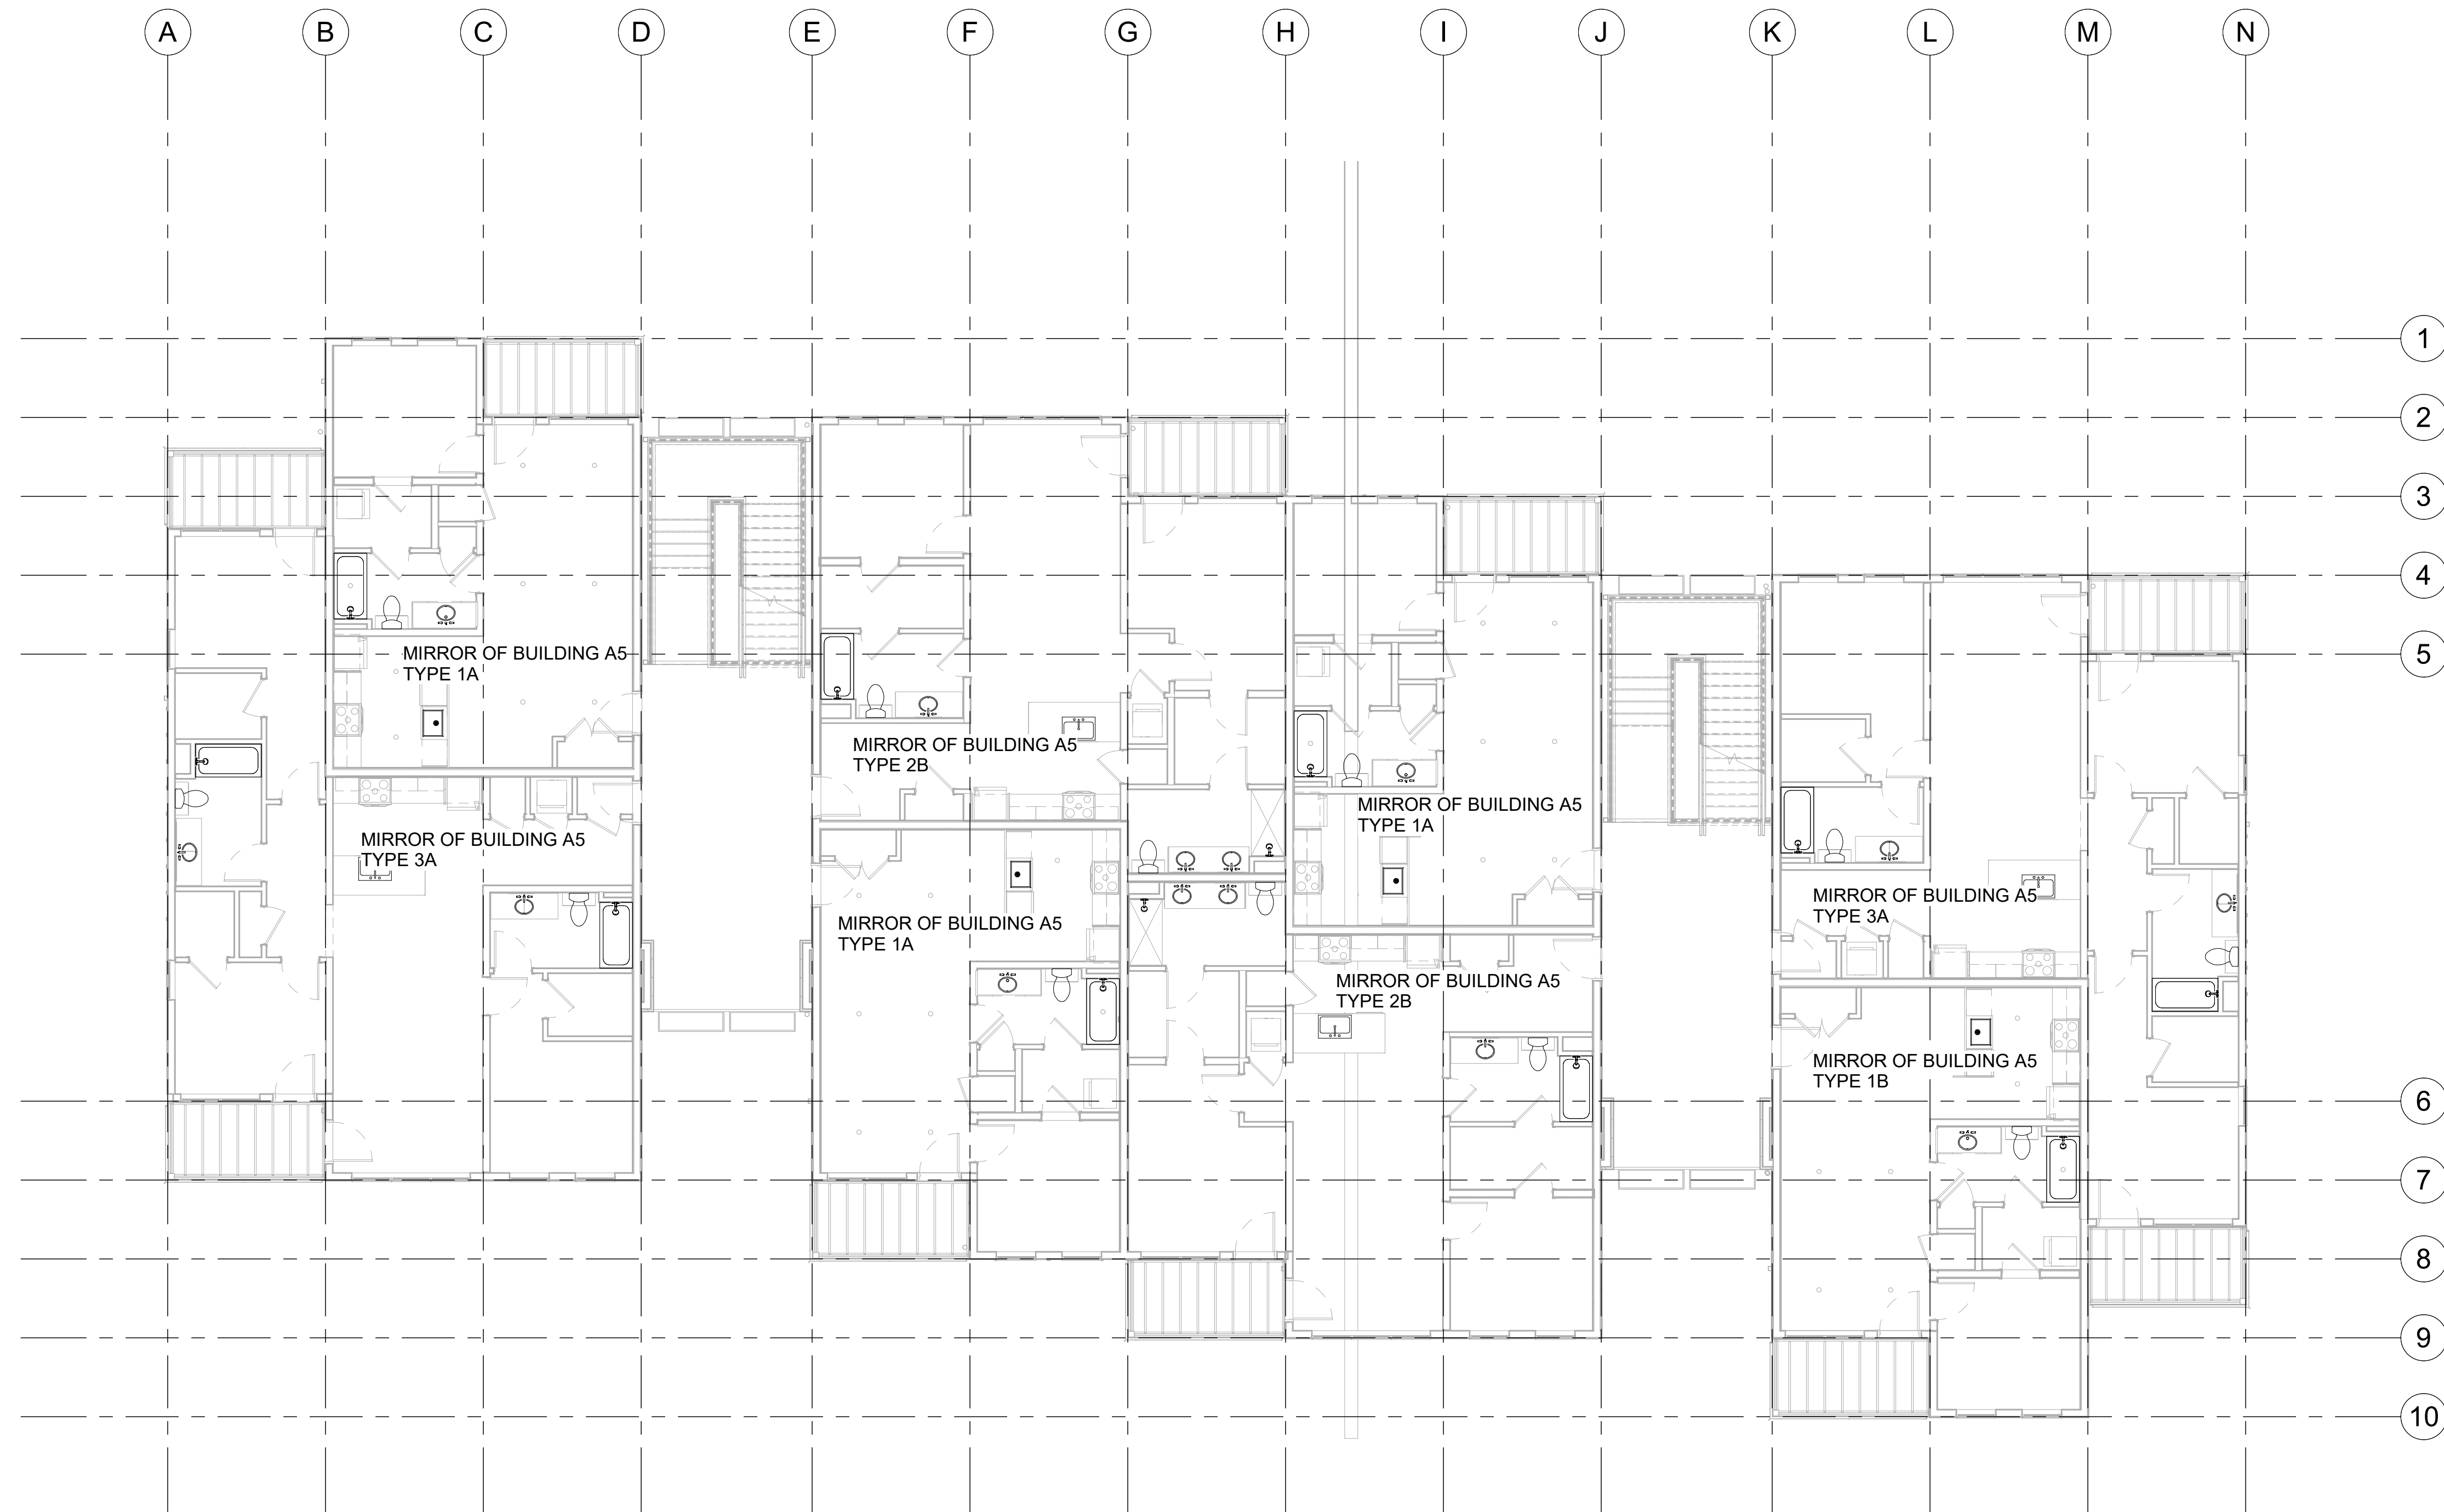 A
B
C
D
E
F
G
H
I
J
K
L
M
N
1
2
3
4
5
MIRROR OF BUILDING A5
TYPE 1A
MIRROR OF BUILDING A5
TYPE 2B
MIRROR OF BUILDING A5
TYPE 1A
MIRROR OF BUILDING A5
TYPE 3A
MIRROR OF BUILDING A5
TYPE 3A
MIRROR OF BUILDING A5
TYPE 1A
MIRROR OF BUILDING A5
TYPE 2B
MIRROR OF BUILDING A5
TYPE 1B
6
7
8
9
10